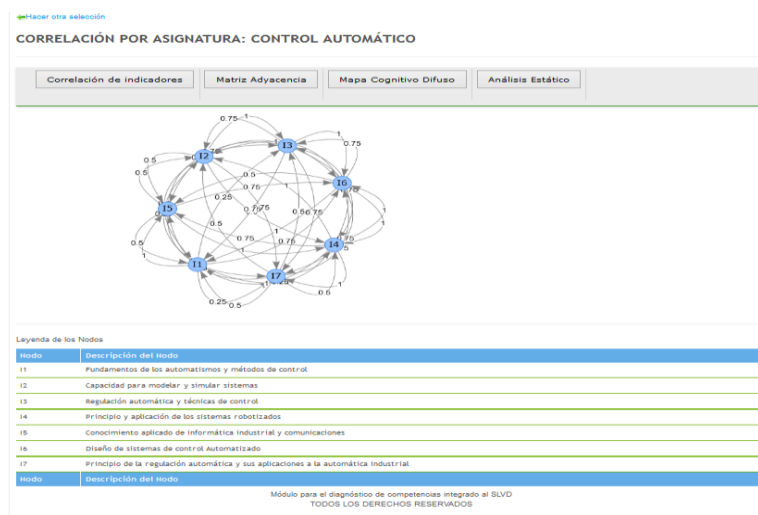 Hacer otra selección
CORRELACIÓN POR ASIGNATURA: CONTROL AUTOMÁTICO
Correlación de indicadores Matriz Adyacencia Mapa Cognitivo Difuso Análisis Estático
0.75 1
I3 1
0.75
I2
0.5
0.5
0.5
0.75
I6
0.25 1
I5
0.5 1
1
0.5 0.75 0.75
1
I4
1
I1
I7
1
0.5
0.25 0.5
Leyenda de los Nodos
Nodo Descripción del Nodo
I1 Fundamentos de los automatismos y métodos de control
I2 Capacidad para modelar y simular sistemas
I3 Regulación automática y técnicas de control
I4 Principio y aplicación de los sistemas robotizados
I5 Conocimiento aplicado de informática industrial y comunicaciones
I6 Diseño de sistemas de control Automatizado
I7 Principio de la regulación automática y sus aplicaciones a la automática industrial
Nodo Descripción del Nodo
Módulo para el diagnóstico de competencias integrado al SLVD
TODOS LOS DERECHOS RESERVADOS